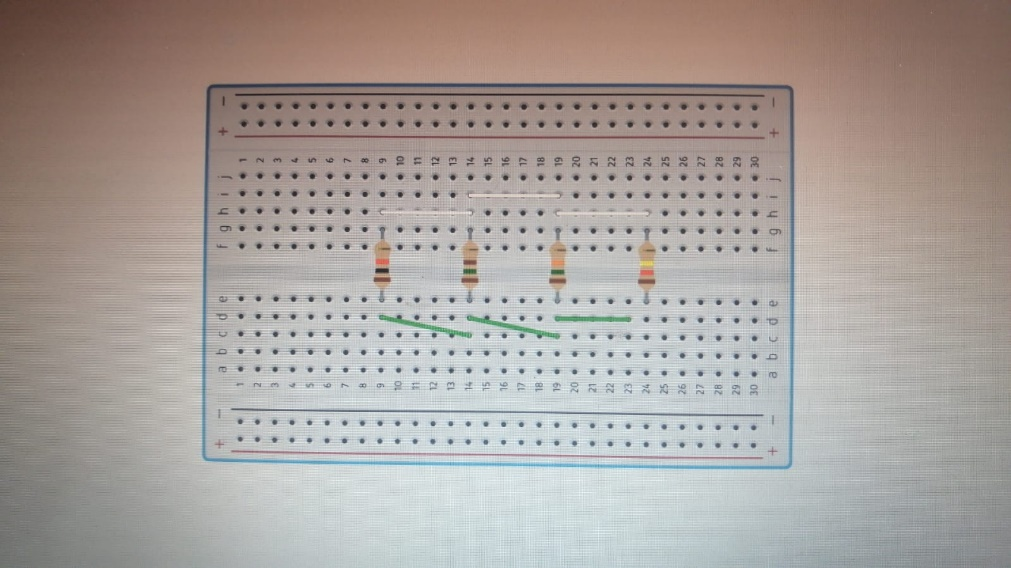 − −
+ +
1 2 3 4 5 6 7 8 9 10 11 12 13 14 15 16 17 18 19 20 21 22 23 24 25 26 27 28 29 30
j j
i i
h h
g g
f f
e e
d d
c c
b b
a a
1 2 3 4 5 6 7 8 9 10 11 12 13 14 15 16 17 18 19 20 21 22 23 24 25 26 27 28 29 30
− −
+ +